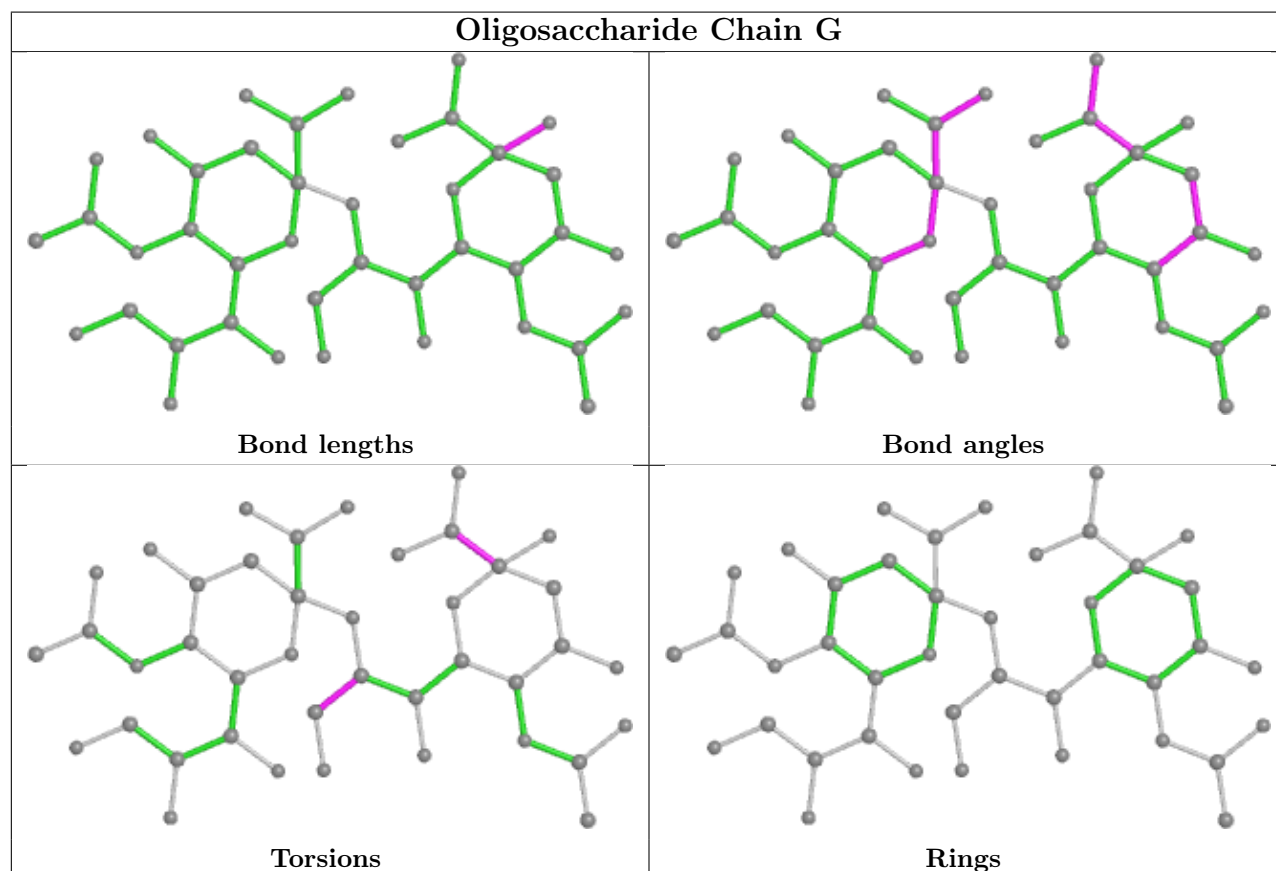 Oligosaccharide Chain G
Bond lengths
Bond angles
Torsions
Rings